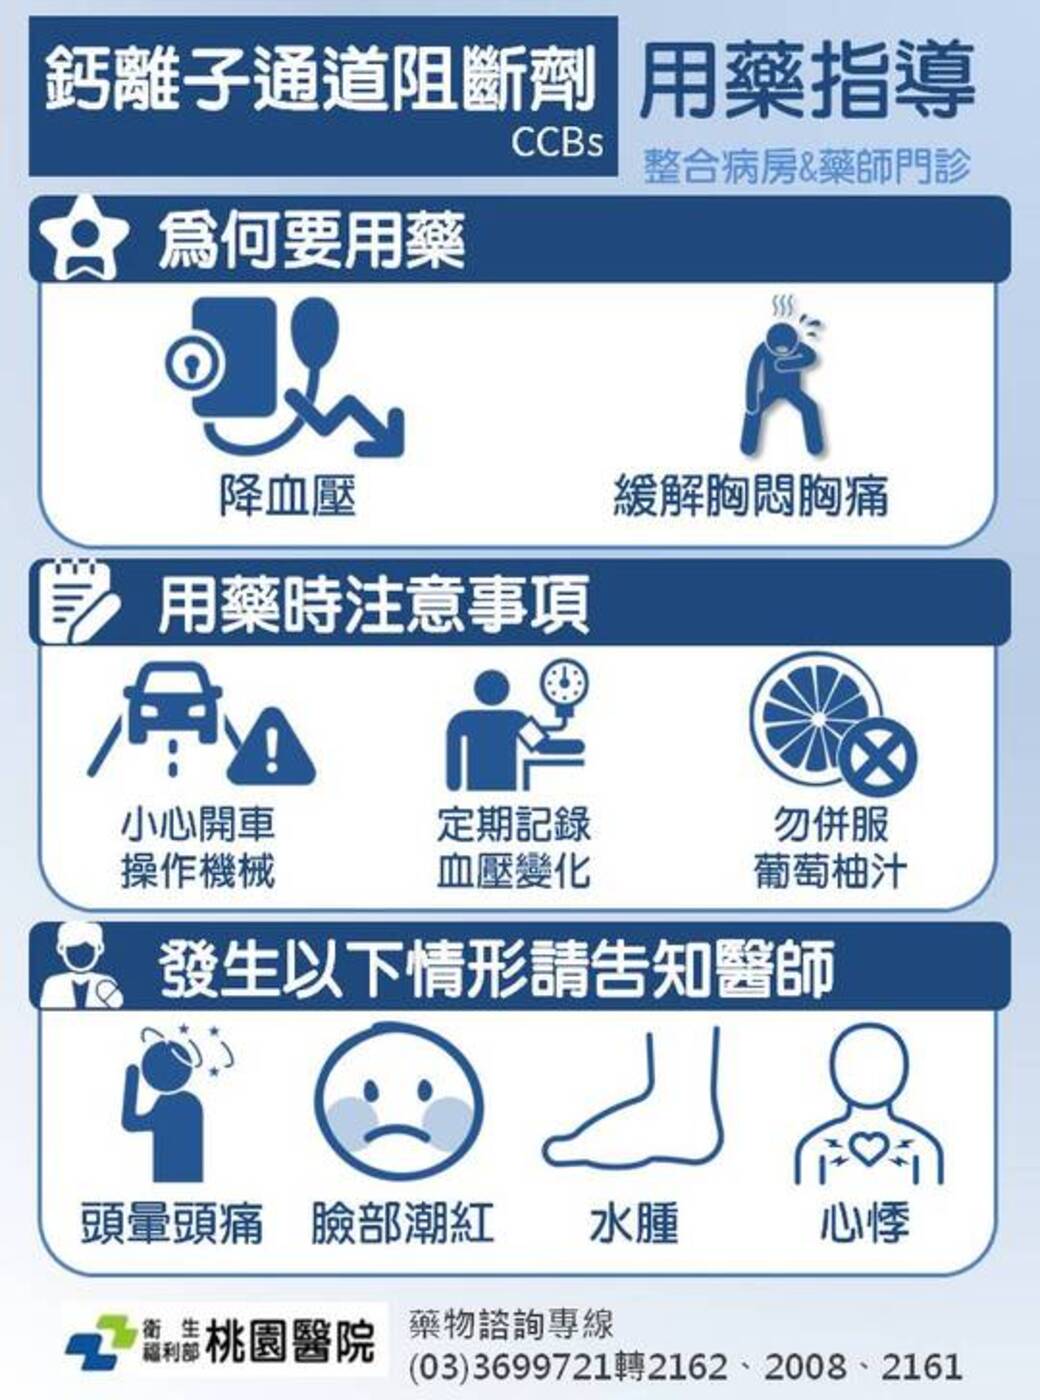 鈣離子通道阻斷劑
CCBs
用藥指導
整合病房&藥師門診
為何要用藥
降血壓
緩解胸悶胸痛
用藥時注意事項
小心開車
操作機械
定期記錄
血壓變化
勿併服
葡萄柚汁
發生以下情形請告知醫師
頭暈頭痛
臉部潮紅
水腫
心悸
衛生
福利部
桃園醫院
藥物諮詢專線
(03)3699721轉2162、2008、2161